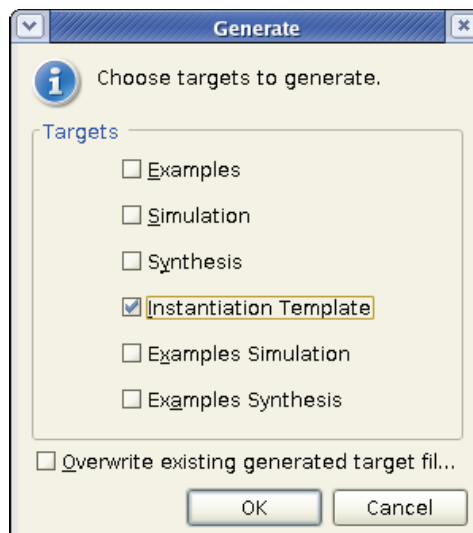 Generate
Choose targets to generate.
Targets
Examples
Simulation
Synthesis
Instantiation Template
Examples Simulation
Examples Synthesis
Overwrite existing generated target fil...
OK
Cancel